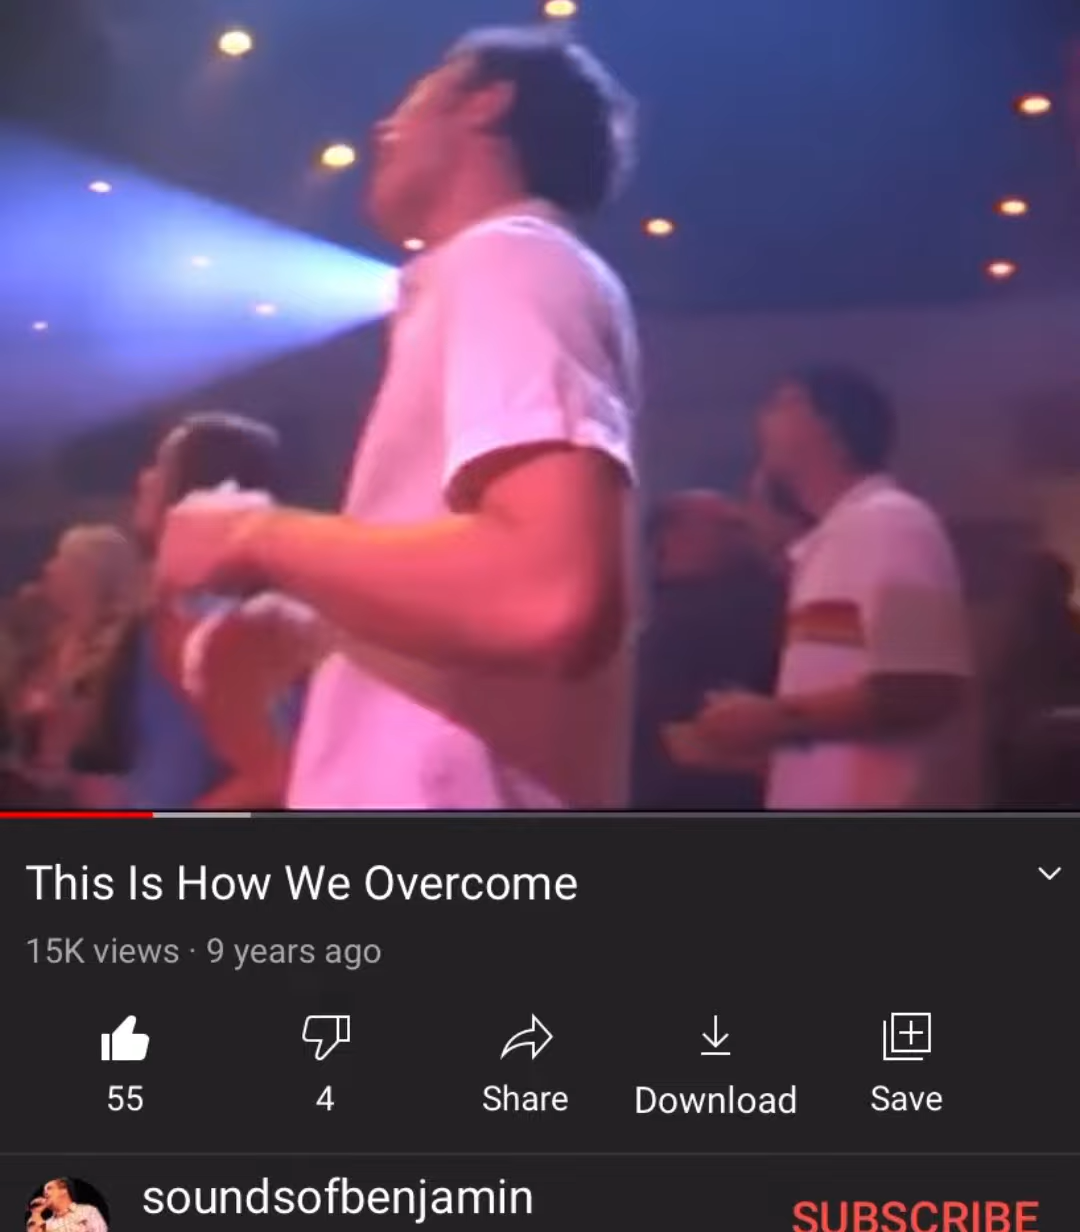 This Is How We Overcome
15K views · 9 years ago
55 4 Share Download Save
soundsofbenjamin SUBSCRIBE